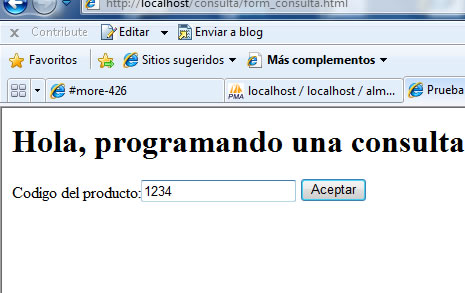 http://localhost/consulta/form_consulta.html
Contribute Editar Enviar a blog
Favoritos Sitios sugeridos Más complementos
#more-426 PMA localhost / localhost / alm... Prueba
Hola, programando una consulta
Codigo del producto: 1234 Aceptar